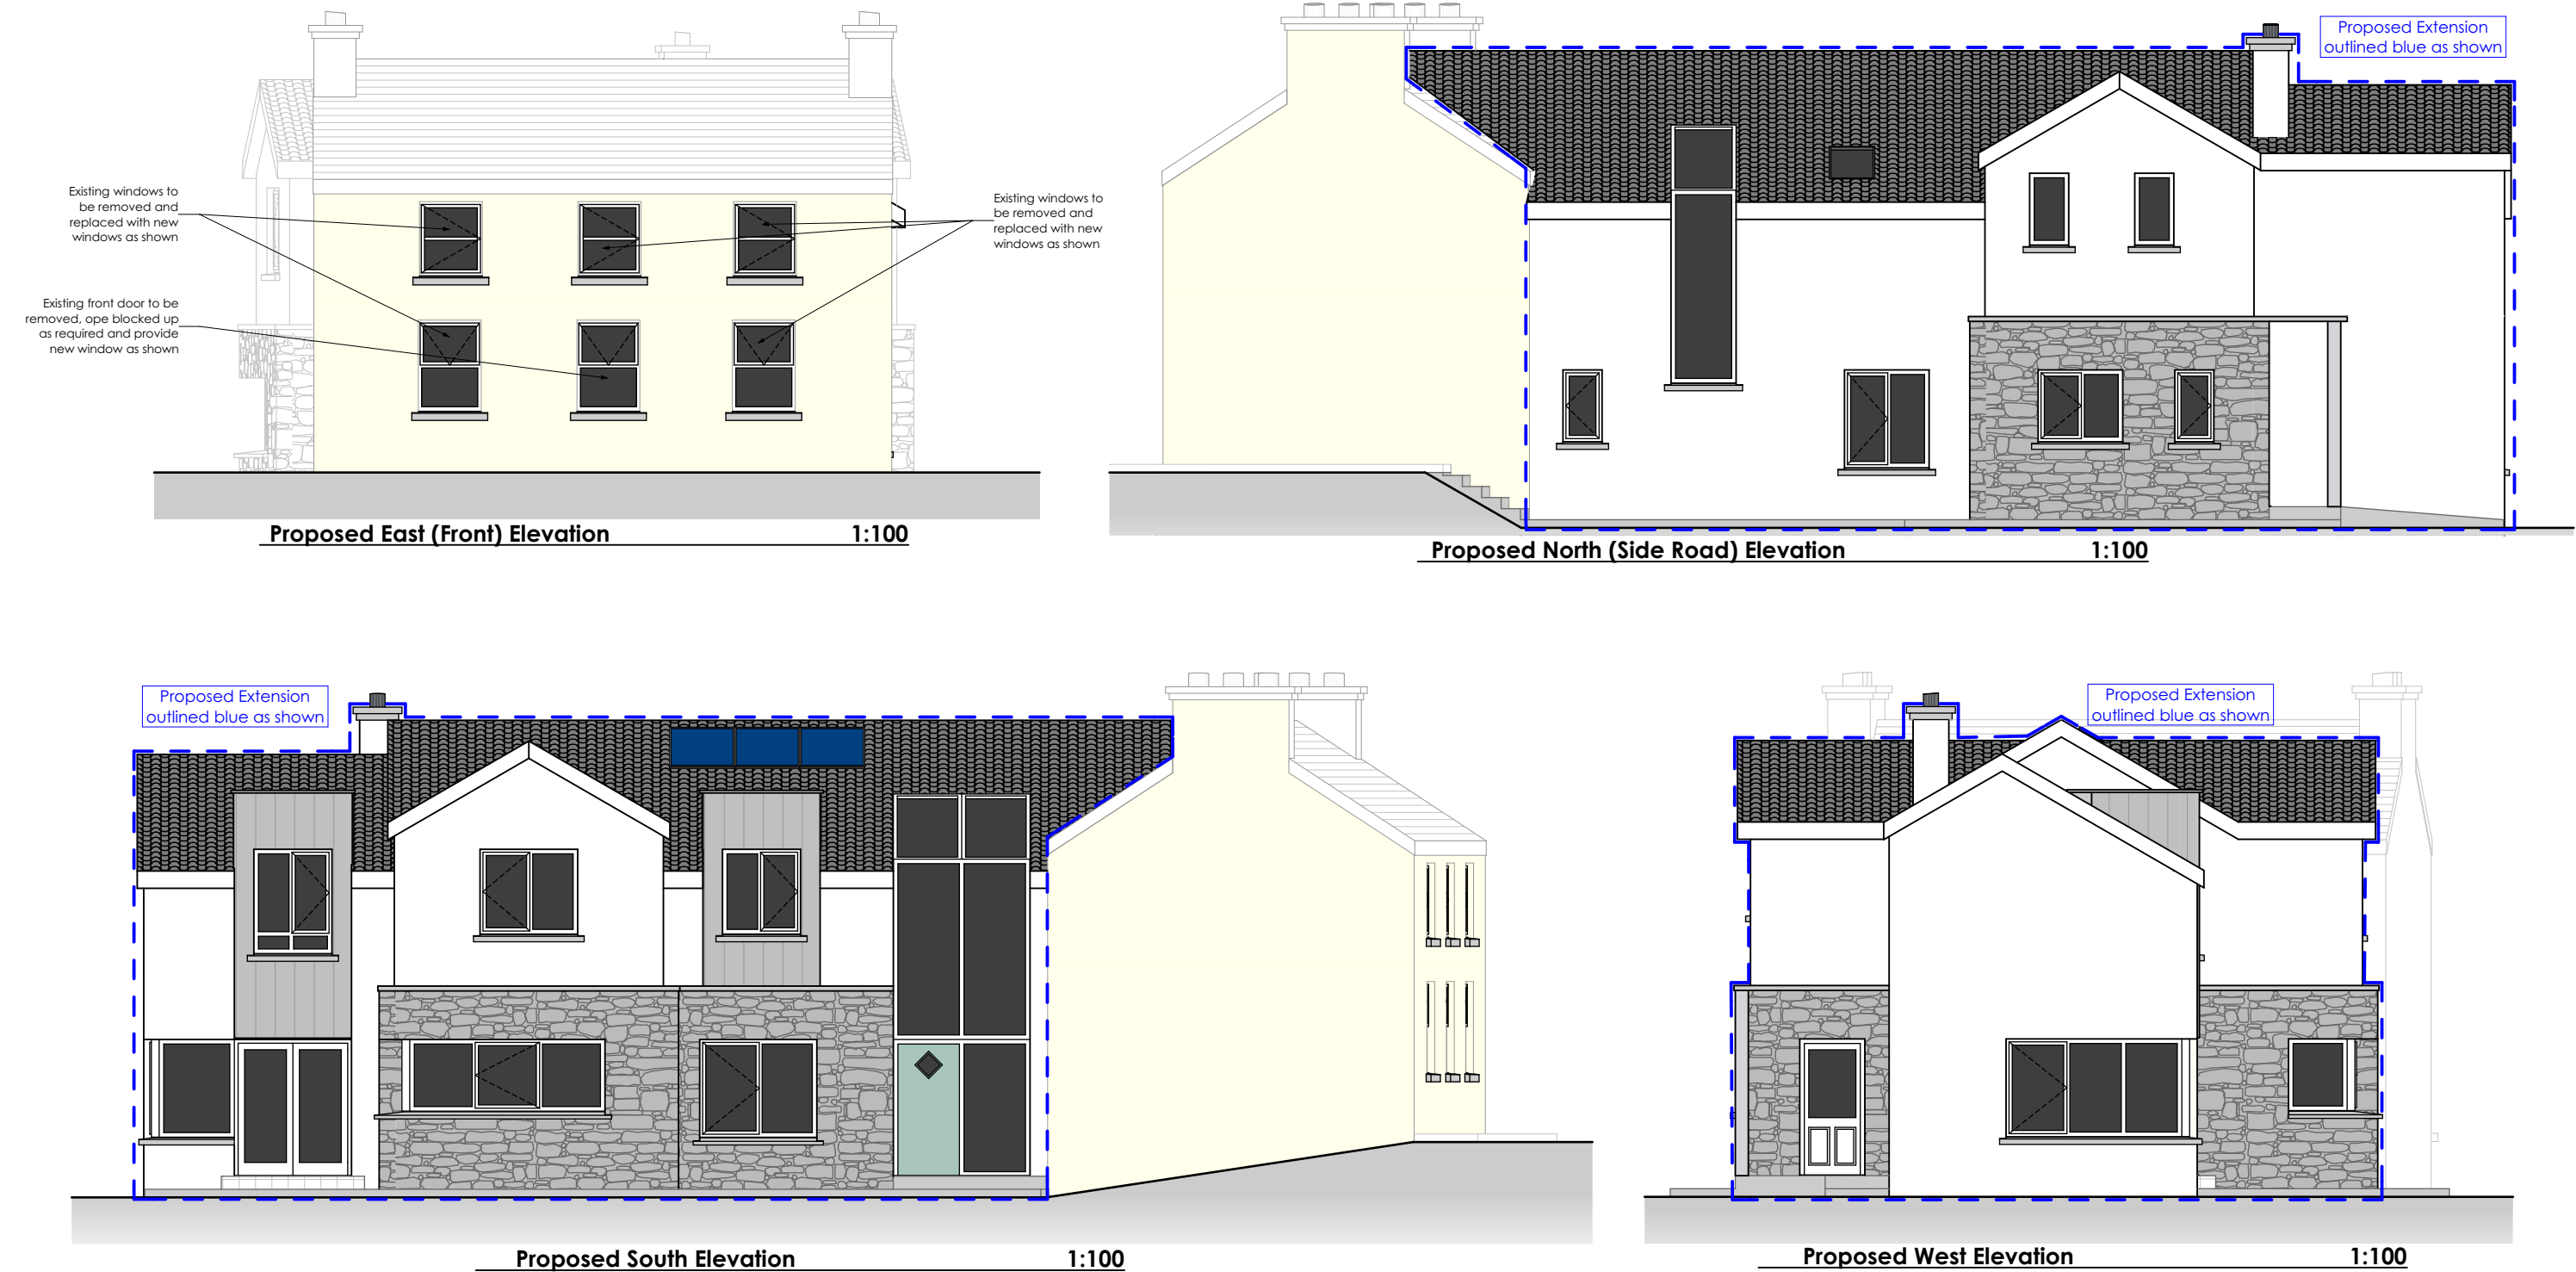 Existing windows to
be removed and
replaced with new
windows as shown
Existing front door to be
removed, ope blocked up
as required and provide
new window as shown
Existing windows to
be removed and
replaced with new
windows as shown
Proposed East (Front) Elevation 1:100
Proposed Extension
outlined blue as shown
Proposed North (Side Road) Elevation 1:100
Proposed Extension
outlined blue as shown
Proposed South Elevation 1:100
Proposed Extension
outlined blue as shown
Proposed West Elevation 1:100